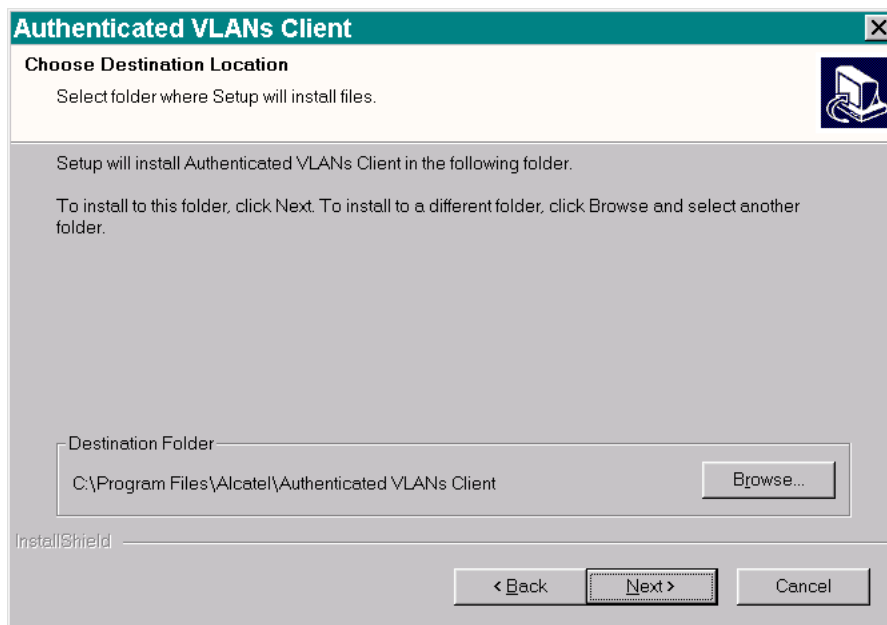 Authenticated VLANs Client
Choose Destination Location
Select folder where Setup will install files.
Setup will install Authenticated VLANs Client in the following folder.
To install to this folder, click Next. To install to a different folder, click Browse and select another
folder.
Destination Folder
C:\Program Files\Alcatel\Authenticated VLANs Client
Browse...
InstallShield
< Back
Next >
Cancel